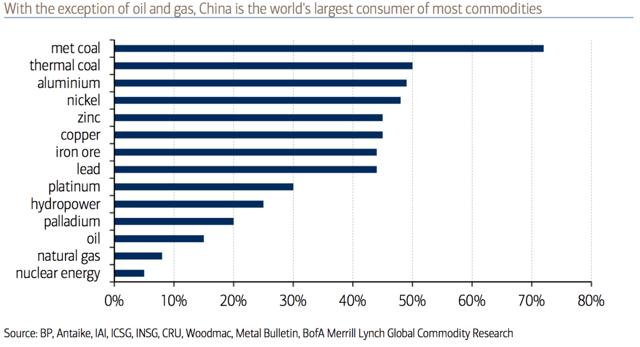 With the exception of oil and gas, China is the world's largest consumer of most commodities
met coal
thermal coal
aluminium
nickel
zinc
copper
iron ore
lead
platinum
hydropower
palladium
oil
natural gas
nuclear energy
0% 10% 20% 30% 40% 50% 60% 70% 80%
Source: BP, Antaike, IAI, ICSG, INSG, CRU, Woodmac, Metal Bulletin, BofA Merrill Lynch Global Commodity Research